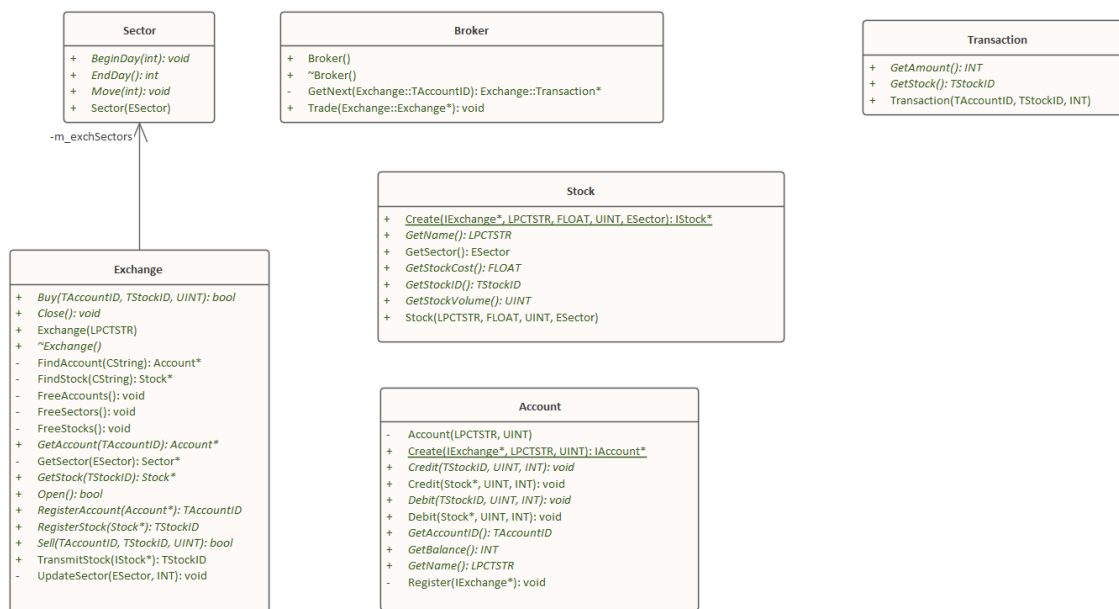 Sector
+ BeginDay(int): void
+ EndDay(): int
+ Move(int): void
+ Sector(ESector)
Broker
+ Broker()
+ ~Broker()
- GetNext(Exchange::TAccountID): Exchange::Transaction*
+ Trade(Exchange::Exchange*): void
Transaction
+ GetAmount(): INT
+ GetStock(): TStockID
+ Transaction(TAccountID, TStockID, INT)
-m_exchSectors
Stock
+ Create(IExchange*, LPCTSTR, FLOAT, UINT, ESector): IStock*
+ GetName(): LPCTSTR
+ GetSector(): ESector
+ GetStockCost(): FLOAT
+ GetStockID(): TStockID
+ GetStockVolume(): UINT
+ Stock(LPCTSTR, FLOAT, UINT, ESector)
Exchange
+ Buy(TAccountID, TStockID, UINT): bool
+ Close(): void
+ Exchange(LPCTSTR)
+ ~Exchange()
- FindAccount(CString): Account*
- FindStock(CString): Stock*
- FreeAccounts(): void
- FreeSectors(): void
- FreeStocks(): void
+ GetAccount(TAccountID): Account*
- GetSector(ESector): Sector*
+ GetStock(TStockID): Stock*
+ Open(): bool
+ RegisterAccount(Account*): TAccountID
+ RegisterStock(Stock*): TStockID
+ Sell(TAccountID, TStockID, UINT): bool
+ TransmitStock(IStock*): TStockID
- UpdateSector(ESector, INT): void
Account
- Account(LPCTSTR, UINT)
+ Create(IExchange*, LPCTSTR, UINT): IAccount*
+ Credit(TStockID, UINT, INT): void
+ Credit(Stock*, UINT, INT): void
+ Debit(TStockID, UINT, INT): void
+ Debit(Stock*, UINT, INT): void
+ GetAccountID(): TAccountID
+ GetBalance(): INT
+ GetName(): LPCTSTR
- Register(IExchange*): void